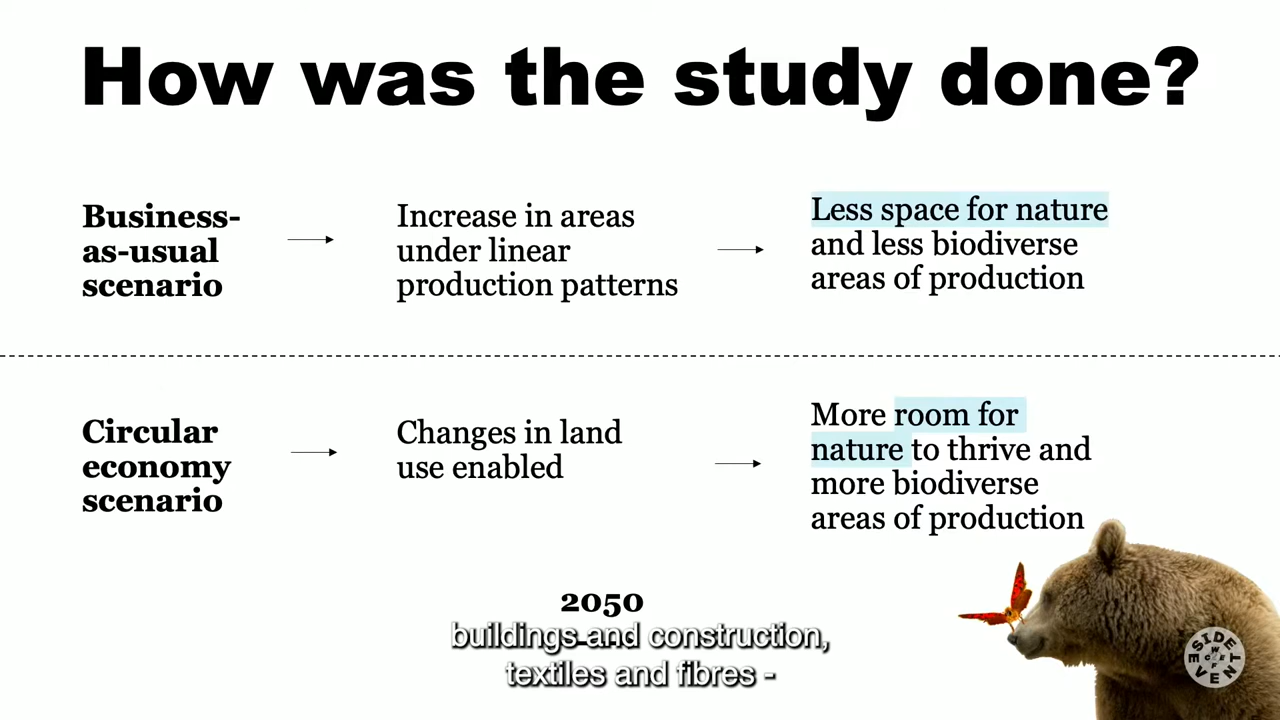 How was the study done?
Business-
as-usual
scenario
Increase in areas
under linear
production patterns
Less space for nature
and less biodiverse
areas of production
Circular
economy
scenario
Changes in land
use enabled
More room for
nature to thrive and
more biodiverse
areas of production
2050
buildings and construction,
textiles and fibres -
SIDE
WCEF
EVENT